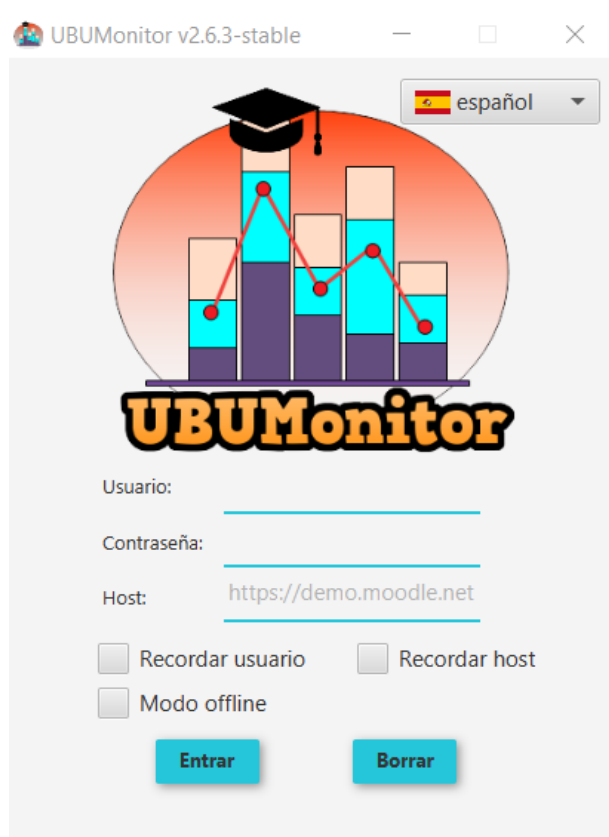 UBUMonitor v2.6.3-stable
español
UBUMonitor
Usuario:
Contraseña:
Host: https://demo.moodle.net
Recordar usuario Recordar host
Modo offline
Entrar Borrar